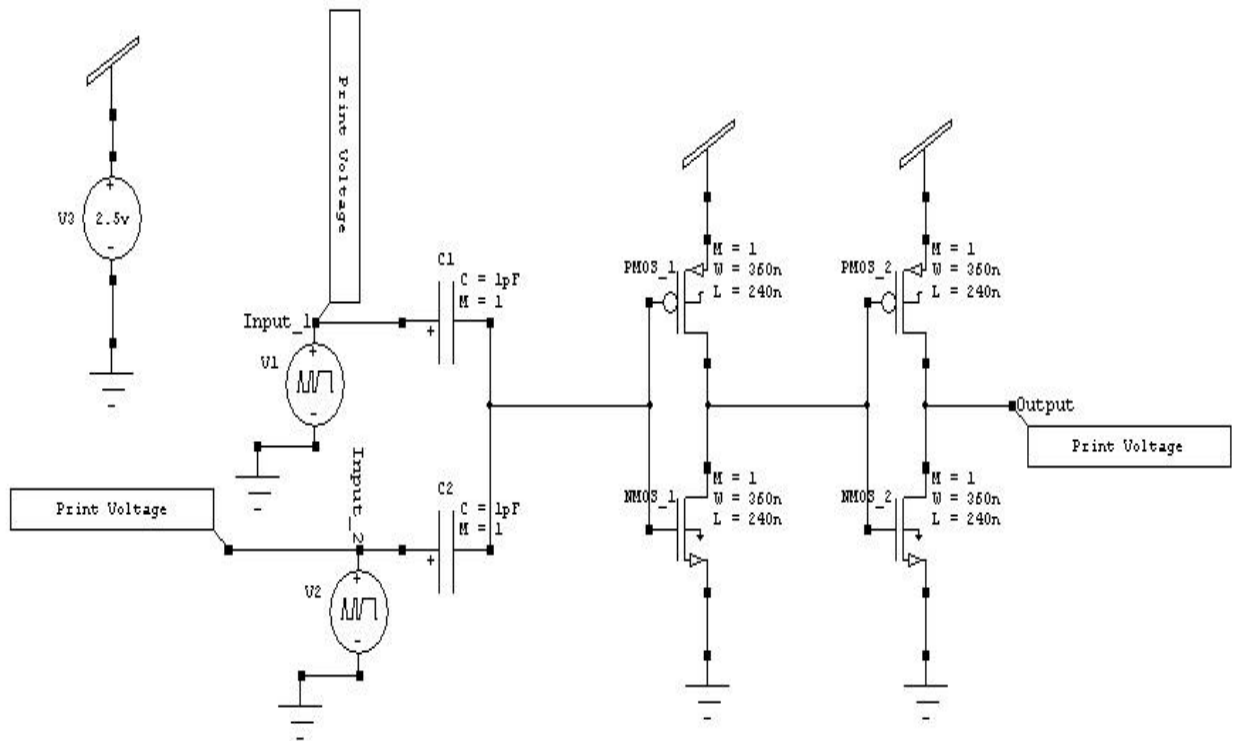 Print Voltage
V3
2.5v
Input_1
V1
C1
C = 1pF
M = 1
PMOS_1
M = 1
W = 360n
L = 240n
PMOS_2
M = 1
W = 360n
L = 240n
Output
Print Voltage
Print Voltage
Input_2
V2
C2
C = 1pF
M = 1
NMOS_1
M = 1
W = 360n
L = 240n
NMOS_2
M = 1
W = 360n
L = 240n